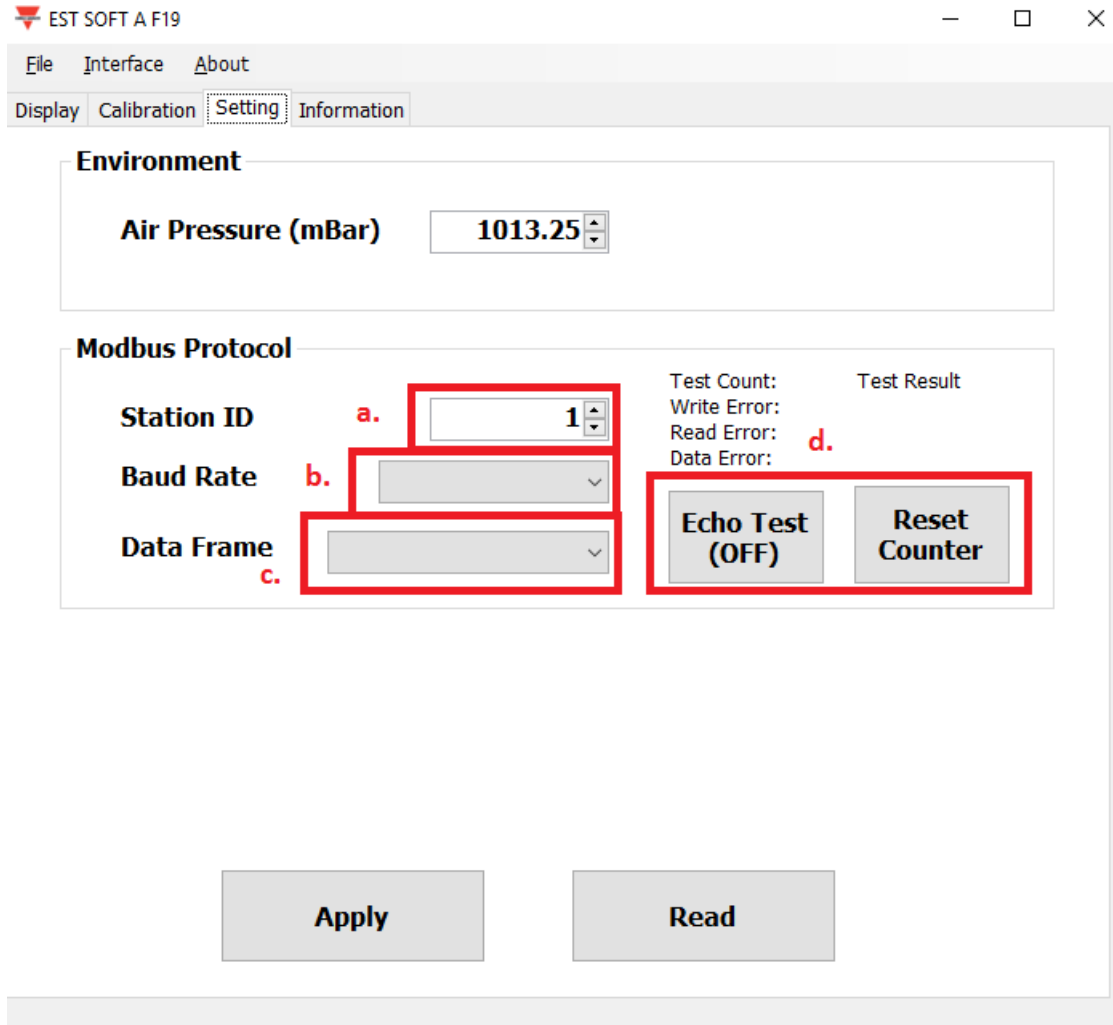 EST SOFT A F19
File Interface About
Display Calibration Setting Information
Environment
Air Pressure (mBar) 1013.25
Modbus Protocol
Test Count: Test Result
Station ID a. 1 Write Error:
Read Error:
d.
Data Error:
Baud Rate b.
Echo Test
(OFF)
Reset
Counter
Data Frame
c.
Apply Read